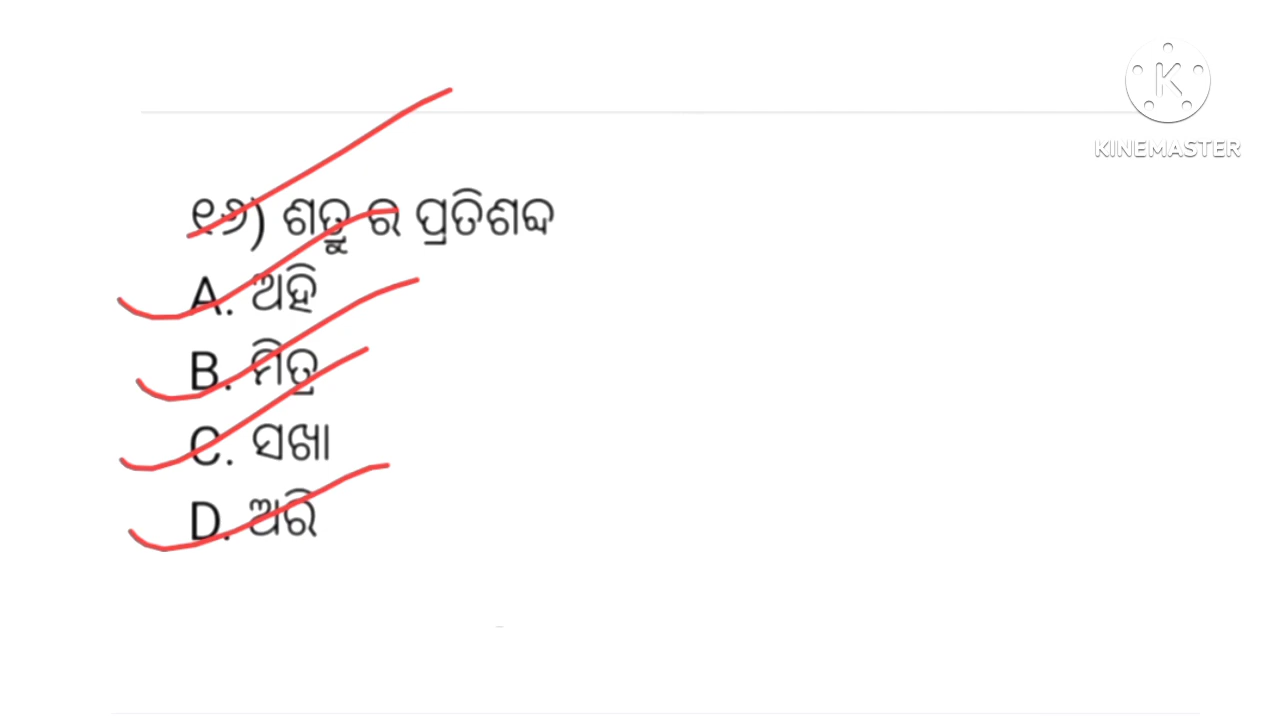 KINEMASTER
୧୬) ଶତ୍ରୁ ର ପ୍ରତିଶବ୍ଦ
A. ଅହି
B. ମିତ୍ର
C. ସଖା
D. ଅରି